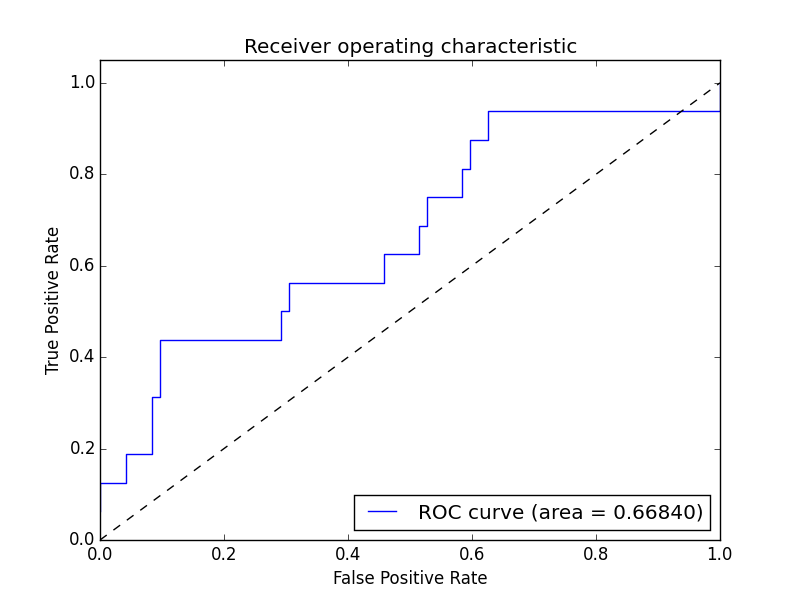 Receiver operating characteristic
1.0
0.8
0.6
0.4
0.2
0.0
True Positive Rate
ROC curve (area = 0.66840)
0.0 0.2 0.4 0.6 0.8 1.0
False Positive Rate